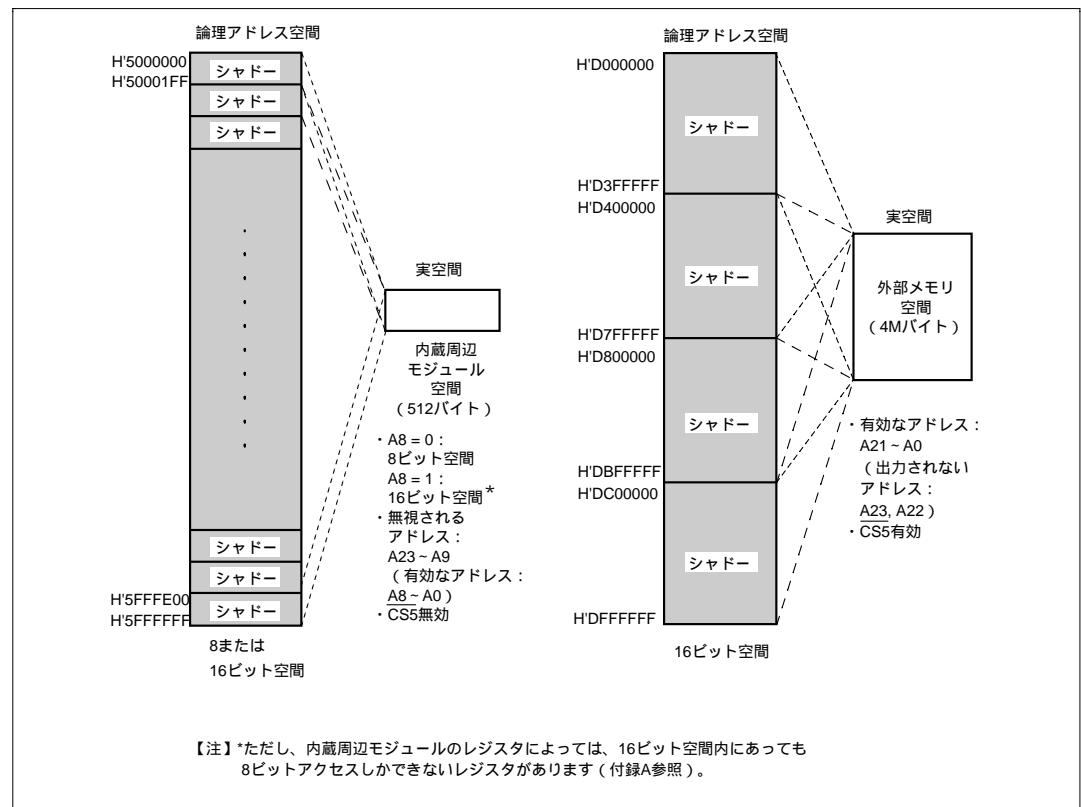 論理アドレス空間
H'5000000
H'50001FF
シャドー
シャドー
シャドー
シャドー
シャドー
シャドー
H'5FFFE00
H'5FFFFFF
8または
16ビット空間
実空間
内蔵周辺
モジュール
空間
(512バイト)
・A8 = 0:
8ビット空間
A8 = 1:
16ビット空間*
・無視される
アドレス:
A23~A9
(有効なアドレス:
A8~A0)
・CS5無効
論理アドレス空間
H'D000000
シャドー
H'D3FFFFF
H'D400000
シャドー
H'D7FFFFF
H'D800000
シャドー
H'DBFFFFF
H'DC00000
シャドー
H'DFFFFFF
16ビット空間
実空間
外部メモリ
空間
(4Mバイト)
・有効なアドレス:
A21~A0
(出力されない
アドレス:
A23, A22)
・CS5有効
【注】*ただし、内蔵周辺モジュールのレジスタによっては、16ビット空間内にあっても
8ビットアクセスしかできないレジスタがあります(付録A参照)。